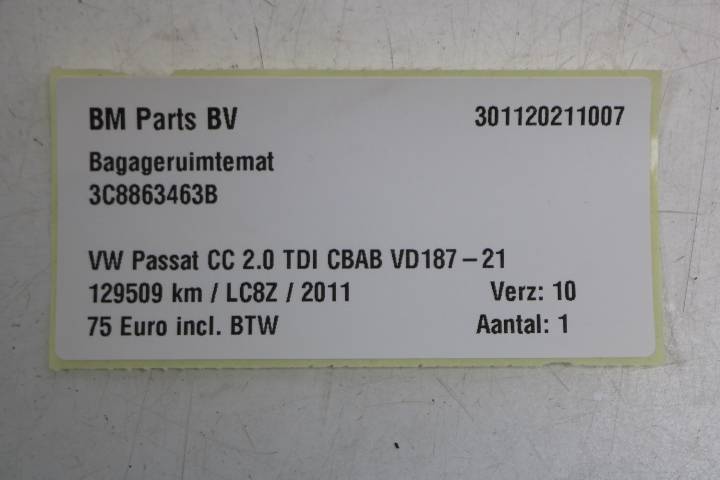 BM Parts BV 301120211007
Bagageruimtemat
3C8863463B
VW Passat CC 2.0 TDI CBAB VD187-21
129509 km / LC8Z / 2011 Verz: 10
75 Euro incl. BTW Aantal: 1